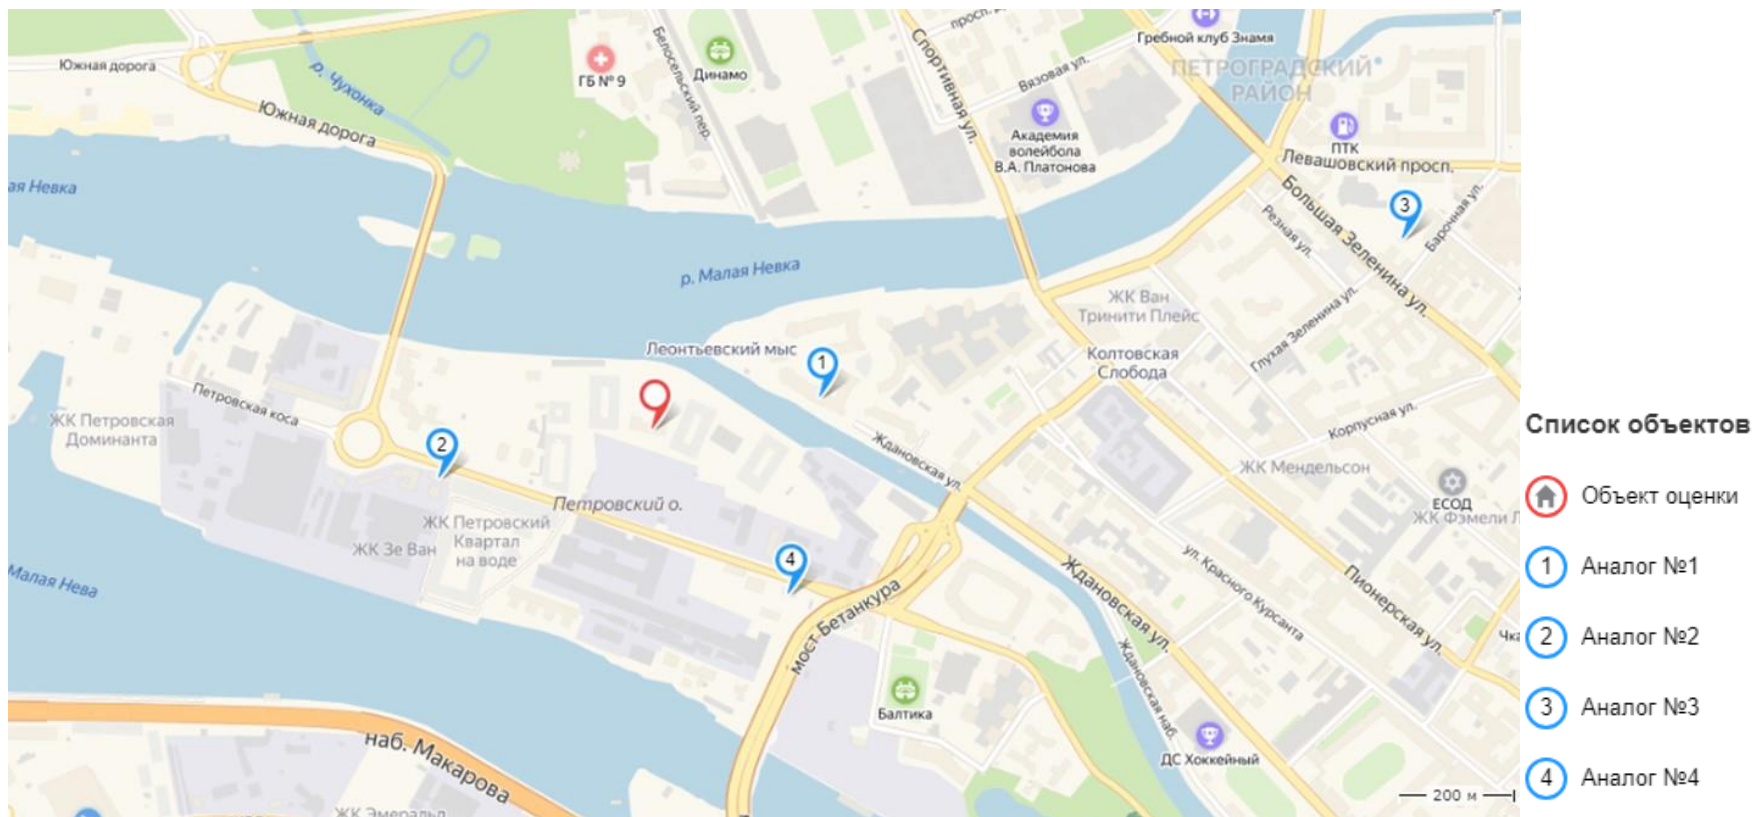 Южная дорога
Южная дорога
р. Чухонка
ГБ № 9
Белосельский пер.
Динамо
Спортивная ул.
Вязовая ул.
Академия
волейбола
В.А. Платонова
Гребной клуб Знамя
ПЕТРОГРАДСКИЙ
РАЙОН
ПТК
Левашовский просп.
Большая Зеленина ул.
Резная ул.
Барочная ул.
3
ая Невка
р. Малая Невка
Леонтьевский мыс
1
ЖК Ван
Тринити Плейс
Колтовская
Слобода
Глухая Зеленина ул.
Корпусная ул.
Петровская коса
ЖК Петровская
Доминанта
2
Ждановская ул.
ЖК Мендельсон
ЕСОД
ЖК Фэмели Л
Петровский о.
ЖК Петровский
Квартал
на воде
ЖК Зе Ван
4
Малая Нева
мост Бетанкура
Ждановская ул.
ул. Красного Курсанта
Пионерская ул.
Чка
Балтика
Ждановская наб.
ДС Хоккейный
наб. Макарова
ЖК Эмеральд
200 м
Список объектов
Объект оценки
1 Аналог №1
2 Аналог №2
3 Аналог №3
4 Аналог №4